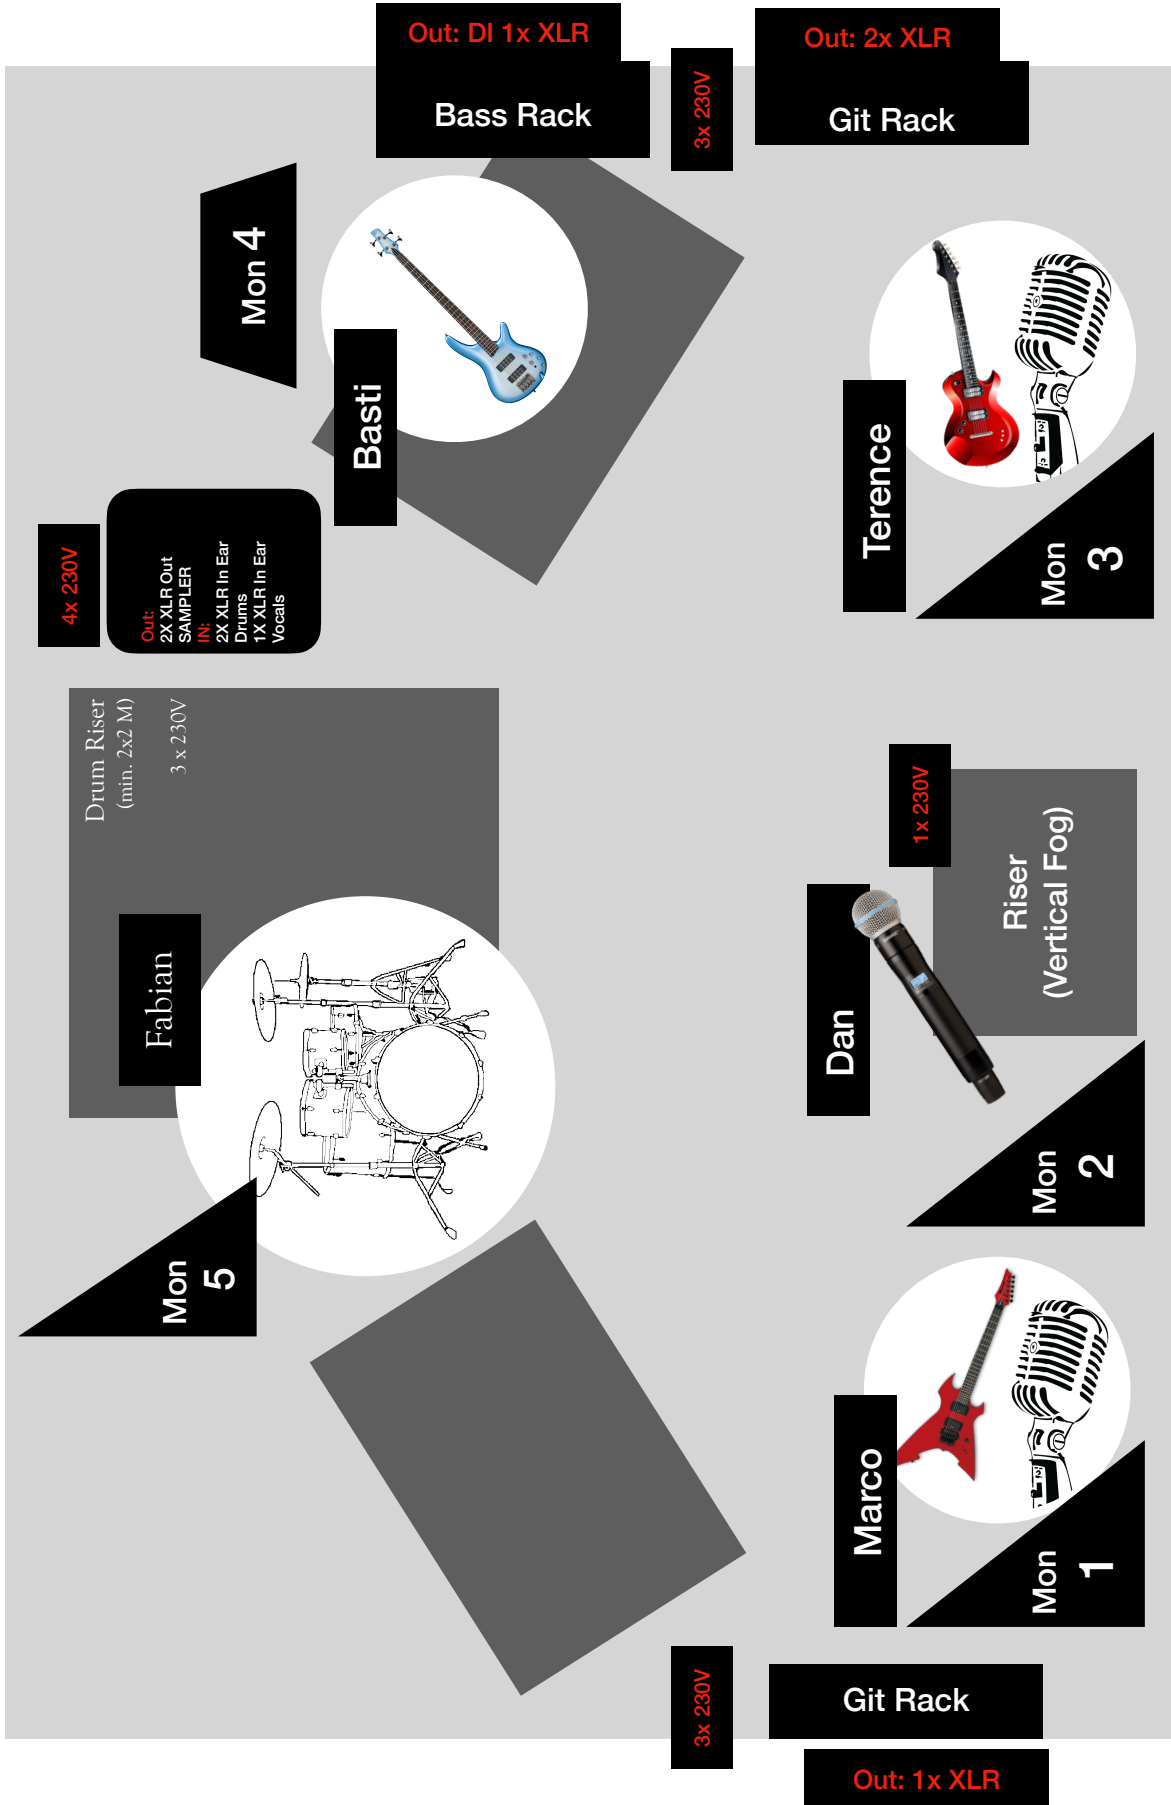 Out: DI 1x XLR
Bass Rack
3x 230V
Out: 2x XLR
Git Rack
Mon 4
Basti
Terence
Mon
3
4x 230V
Out:
2X XLR Out
SAMPLER
IN:
2X XLR In Ear
Drums
1X XLR In Ear
Vocals
Drum Riser
(min. 2x2 M)
3 x 230V
Fabian
1x 230V
Riser
(Vertical Fog)
Dan
Mon
2
Mon
5
Marco
Mon
1
3x 230V
Git Rack
Out: 1x XLR